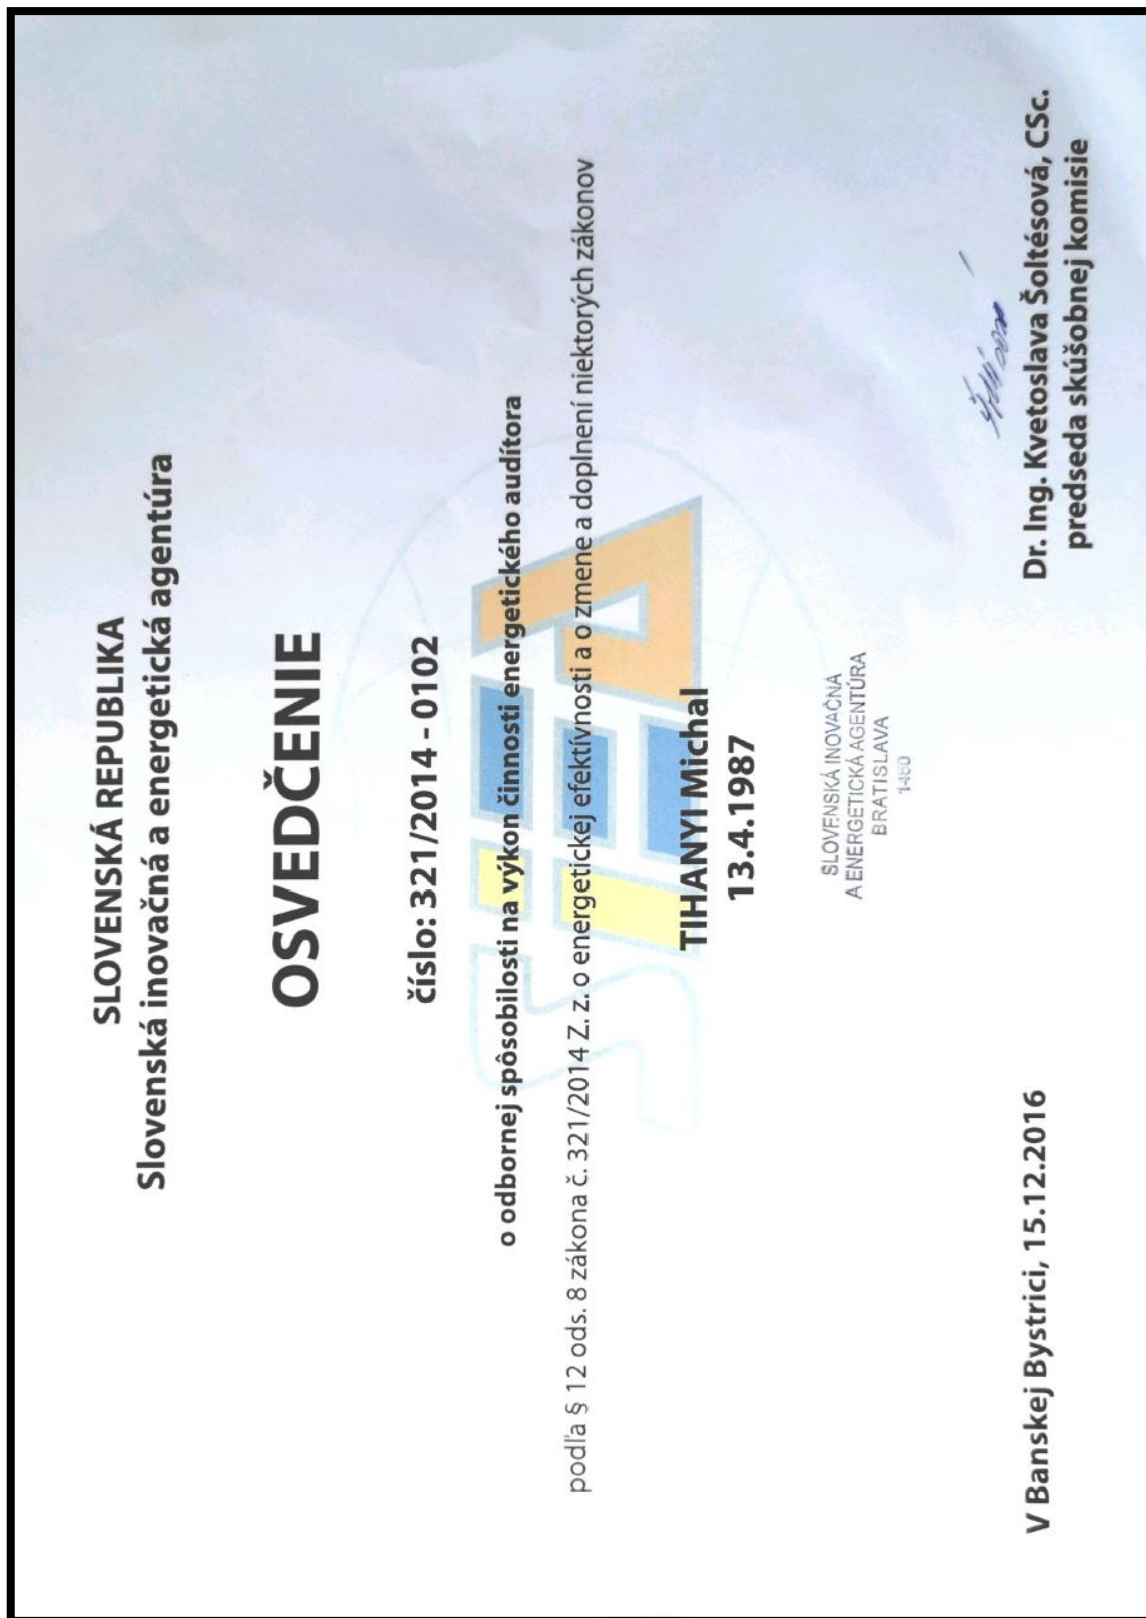 SLOVENSKÁ REPUBLIKA
Slovenská inovačná a energetická agentúra
OSVEDČENIE
číslo: 321/2014 - 0102
o odbornej spôsobilosti na výkon činnosti energetického audítora
podľa § 12 ods. 8 zákona č. 321/2014 Z. z. o energetickej efektívnosti a o zmene a doplnení niektorých zákonov
SIEA
TIHANYI Michal
13.4.1987
SLOVENSKÁ INOVAČNÁ
A ENERGETICKÁ AGENTÚRA
BRATISLAVA
V Banskej Bystrici, 15.12.2016
Dr. Ing. Kvetoslava Šoltésová, CSc.
predseda skúšobnej komisie